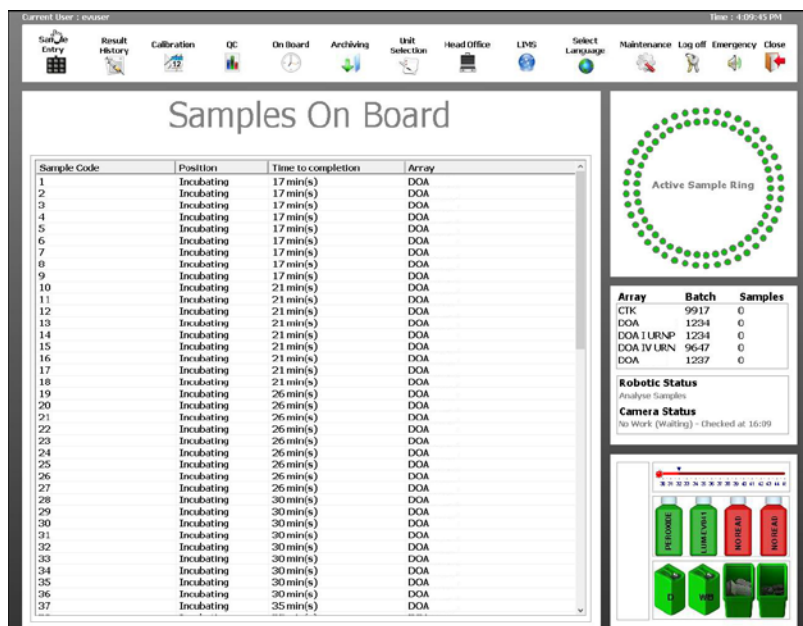 Current User : evuser
Time : 4:09:45 PM
Sample Entry
Result History
Calibration
QC
On Board
Archiving
Unit Selection
Head Office
LIMS
Select Language
Maintenance
Log off
Emergency
Close
12
Samples On Board
Sample Code Position Time to completion Array
1 Incubating 17 min(s) DOA
2 Incubating 17 min(s) DOA
3 Incubating 17 min(s) DOA
4 Incubating 17 min(s) DOA
5 Incubating 17 min(s) DOA
6 Incubating 17 min(s) DOA
7 Incubating 17 min(s) DOA
8 Incubating 17 min(s) DOA
9 Incubating 17 min(s) DOA
10 Incubating 21 min(s) DOA
11 Incubating 21 min(s) DOA
12 Incubating 21 min(s) DOA
13 Incubating 21 min(s) DOA
14 Incubating 21 min(s) DOA
15 Incubating 21 min(s) DOA
16 Incubating 21 min(s) DOA
17 Incubating 21 min(s) DOA
18 Incubating 21 min(s) DOA
19 Incubating 26 min(s) DOA
20 Incubating 26 min(s) DOA
21 Incubating 26 min(s) DOA
22 Incubating 26 min(s) DOA
23 Incubating 26 min(s) DOA
24 Incubating 26 min(s) DOA
25 Incubating 26 min(s) DOA
26 Incubating 26 min(s) DOA
27 Incubating 26 min(s) DOA
28 Incubating 30 min(s) DOA
29 Incubating 30 min(s) DOA
30 Incubating 30 min(s) DOA
31 Incubating 30 min(s) DOA
32 Incubating 30 min(s) DOA
33 Incubating 30 min(s) DOA
34 Incubating 30 min(s) DOA
35 Incubating 30 min(s) DOA
36 Incubating 30 min(s) DOA
37 Incubating 35 min(s) DOA
Active Sample Ring
Array Batch Samples
CTK 9917 0
DOA 1234 0
DOA I URNP 1234 0
DOA IV URN 9647 0
DOA 1237 0
Robotic Status
Analyse Samples
Camera Status
No Work (Waiting) - Checked at 16:09
PEROXIDE
LUM-EV841
NO READ
NO READ
D
WB